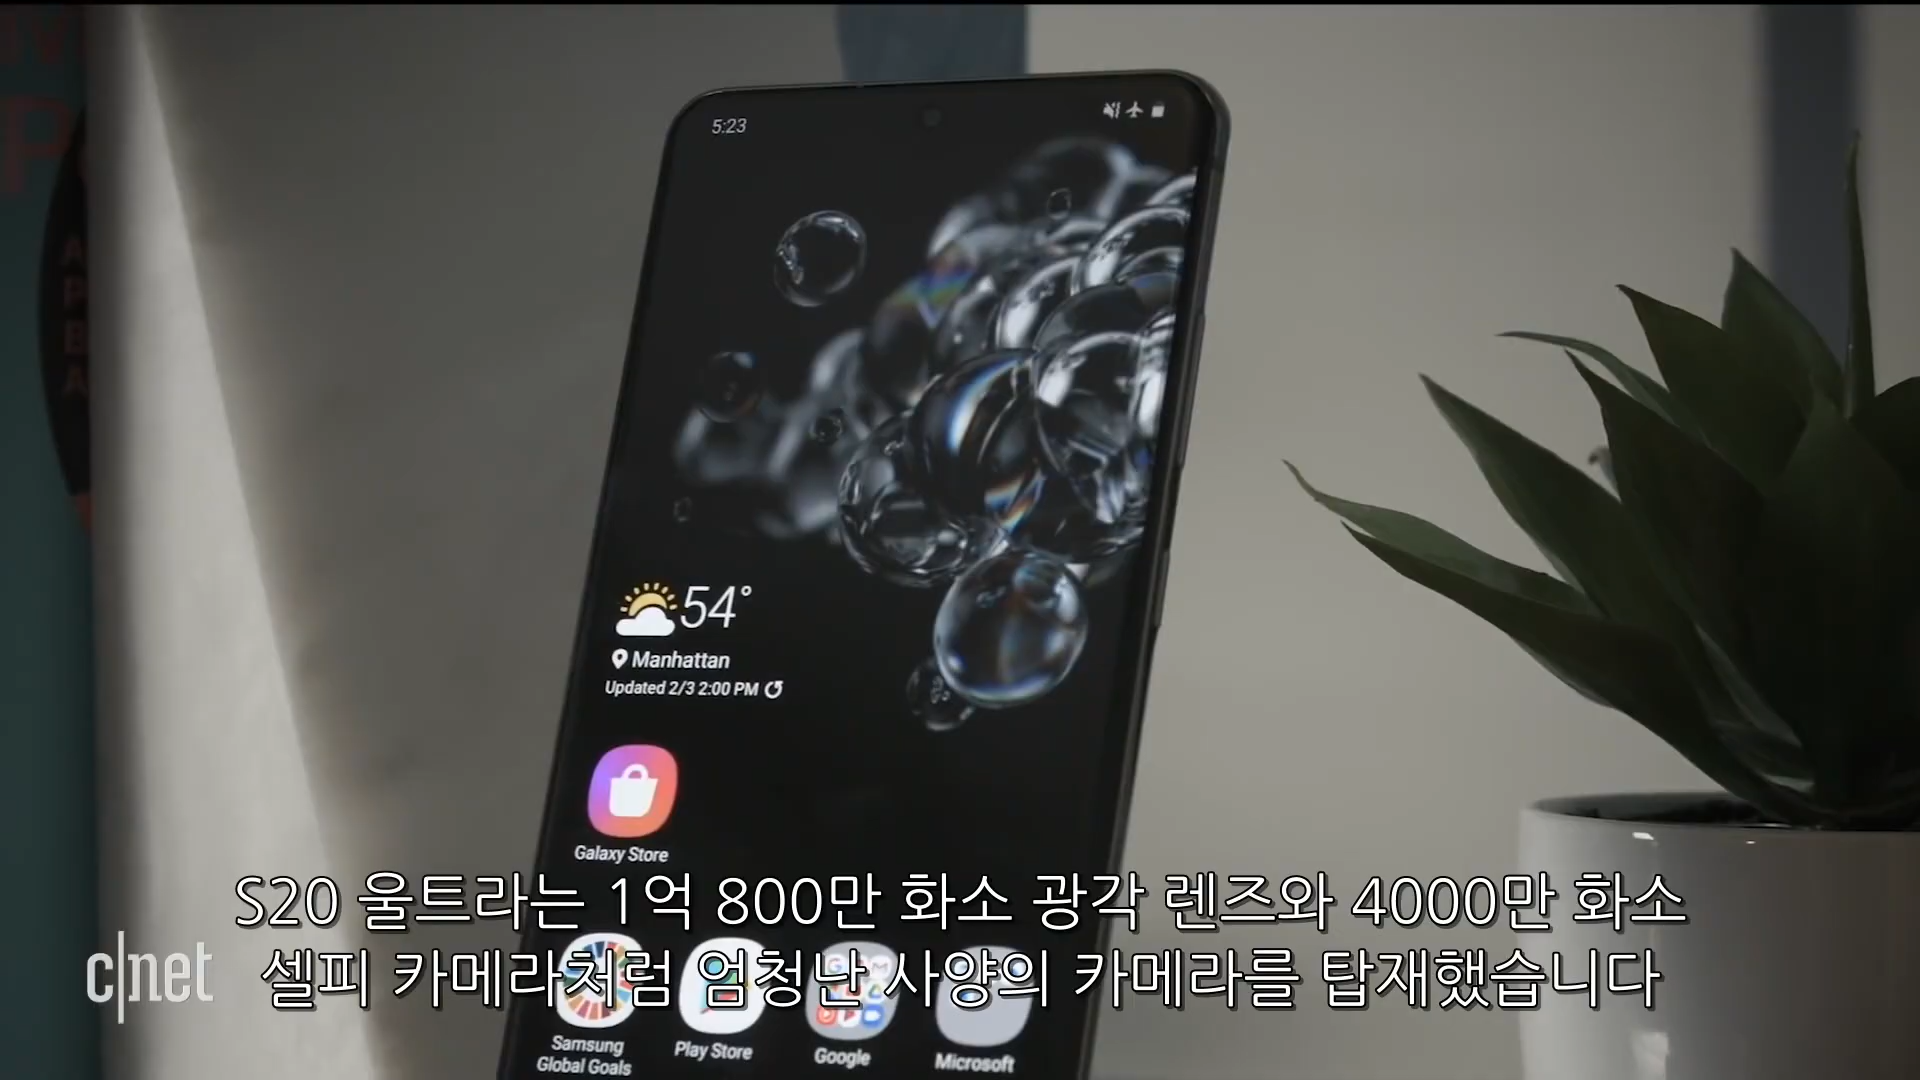 5:23
54°
Manhattan
Updated 2/3 2:00 PM
Galaxy Store
S20 울트라는 1억 800만 화소 광각 렌즈와 4000만 화소
셀피 카메라처럼 엄청난 사양의 카메라를 탑재했습니다
c|net
Samsung
Global Goals
Play Store
Google
Microsoft